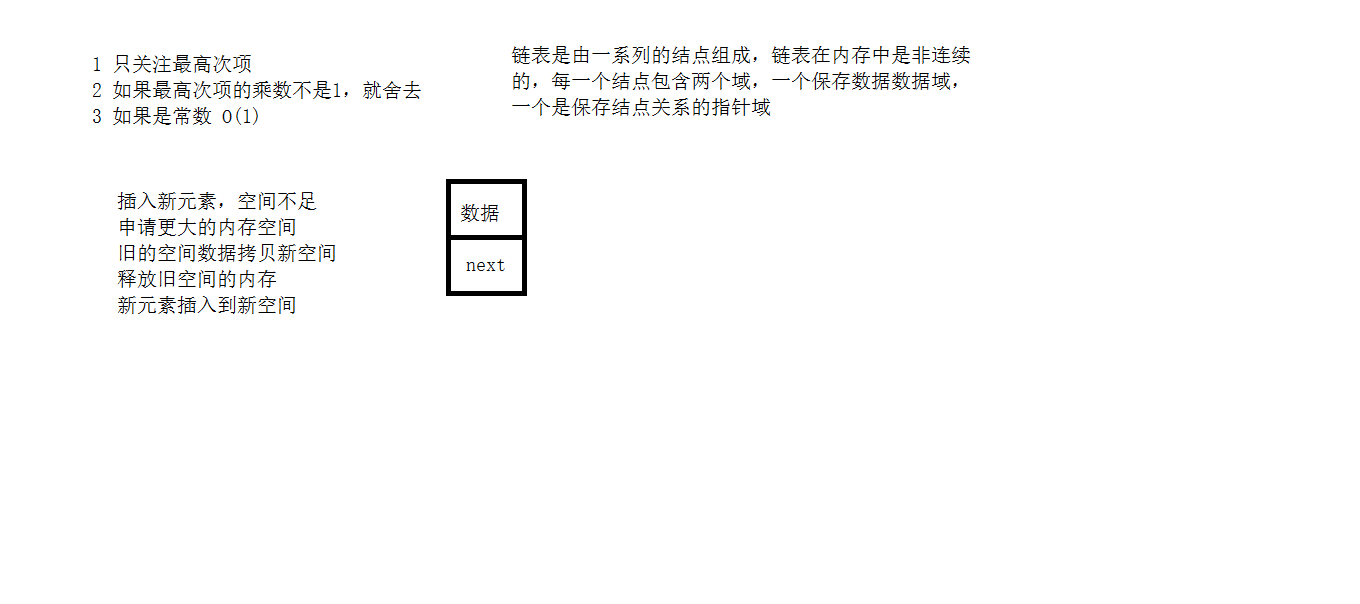 1 只关注最高次项
2 如果最高次项的乘数不是1，就舍去
3 如果是常数 O(1)
链表是由一系列的结点组成，链表在内存中是非连续
的，每一个结点包含两个域，一个保存数据数据域，
一个是保存结点关系的指针域
插入新元素，空间不足
申请更大的内存空间
旧的空间数据拷贝新空间
释放旧空间的内存
新元素插入到新空间
数据
next